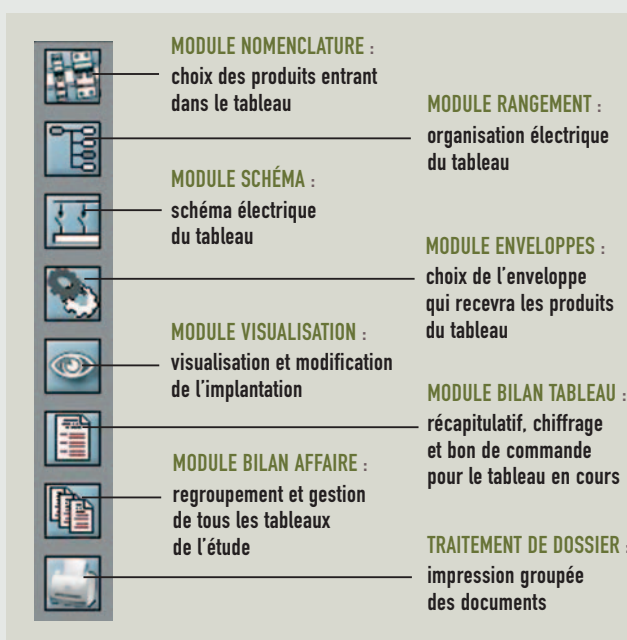 MODULE NOMENCLATURE :
choix des produits entrant
dans le tableau
MODULE RANGEMENT :
organisation électrique
du tableau
MODULE SCHÉMA :
schéma électrique
du tableau
MODULE ENVELOPPES :
choix de l'enveloppe
qui recevra les produits
du tableau
MODULE VISUALISATION :
visualisation et modification
de l'implantation
MODULE BILAN TABLEAU :
récapitulatif, chiffrage
et bon de commande
pour le tableau en cours
MODULE BILAN AFFAIRE :
regroupement et gestion
de tous les tableaux
de l'étude
TRAITEMENT DE DOSSIER :
impression groupée
des documents